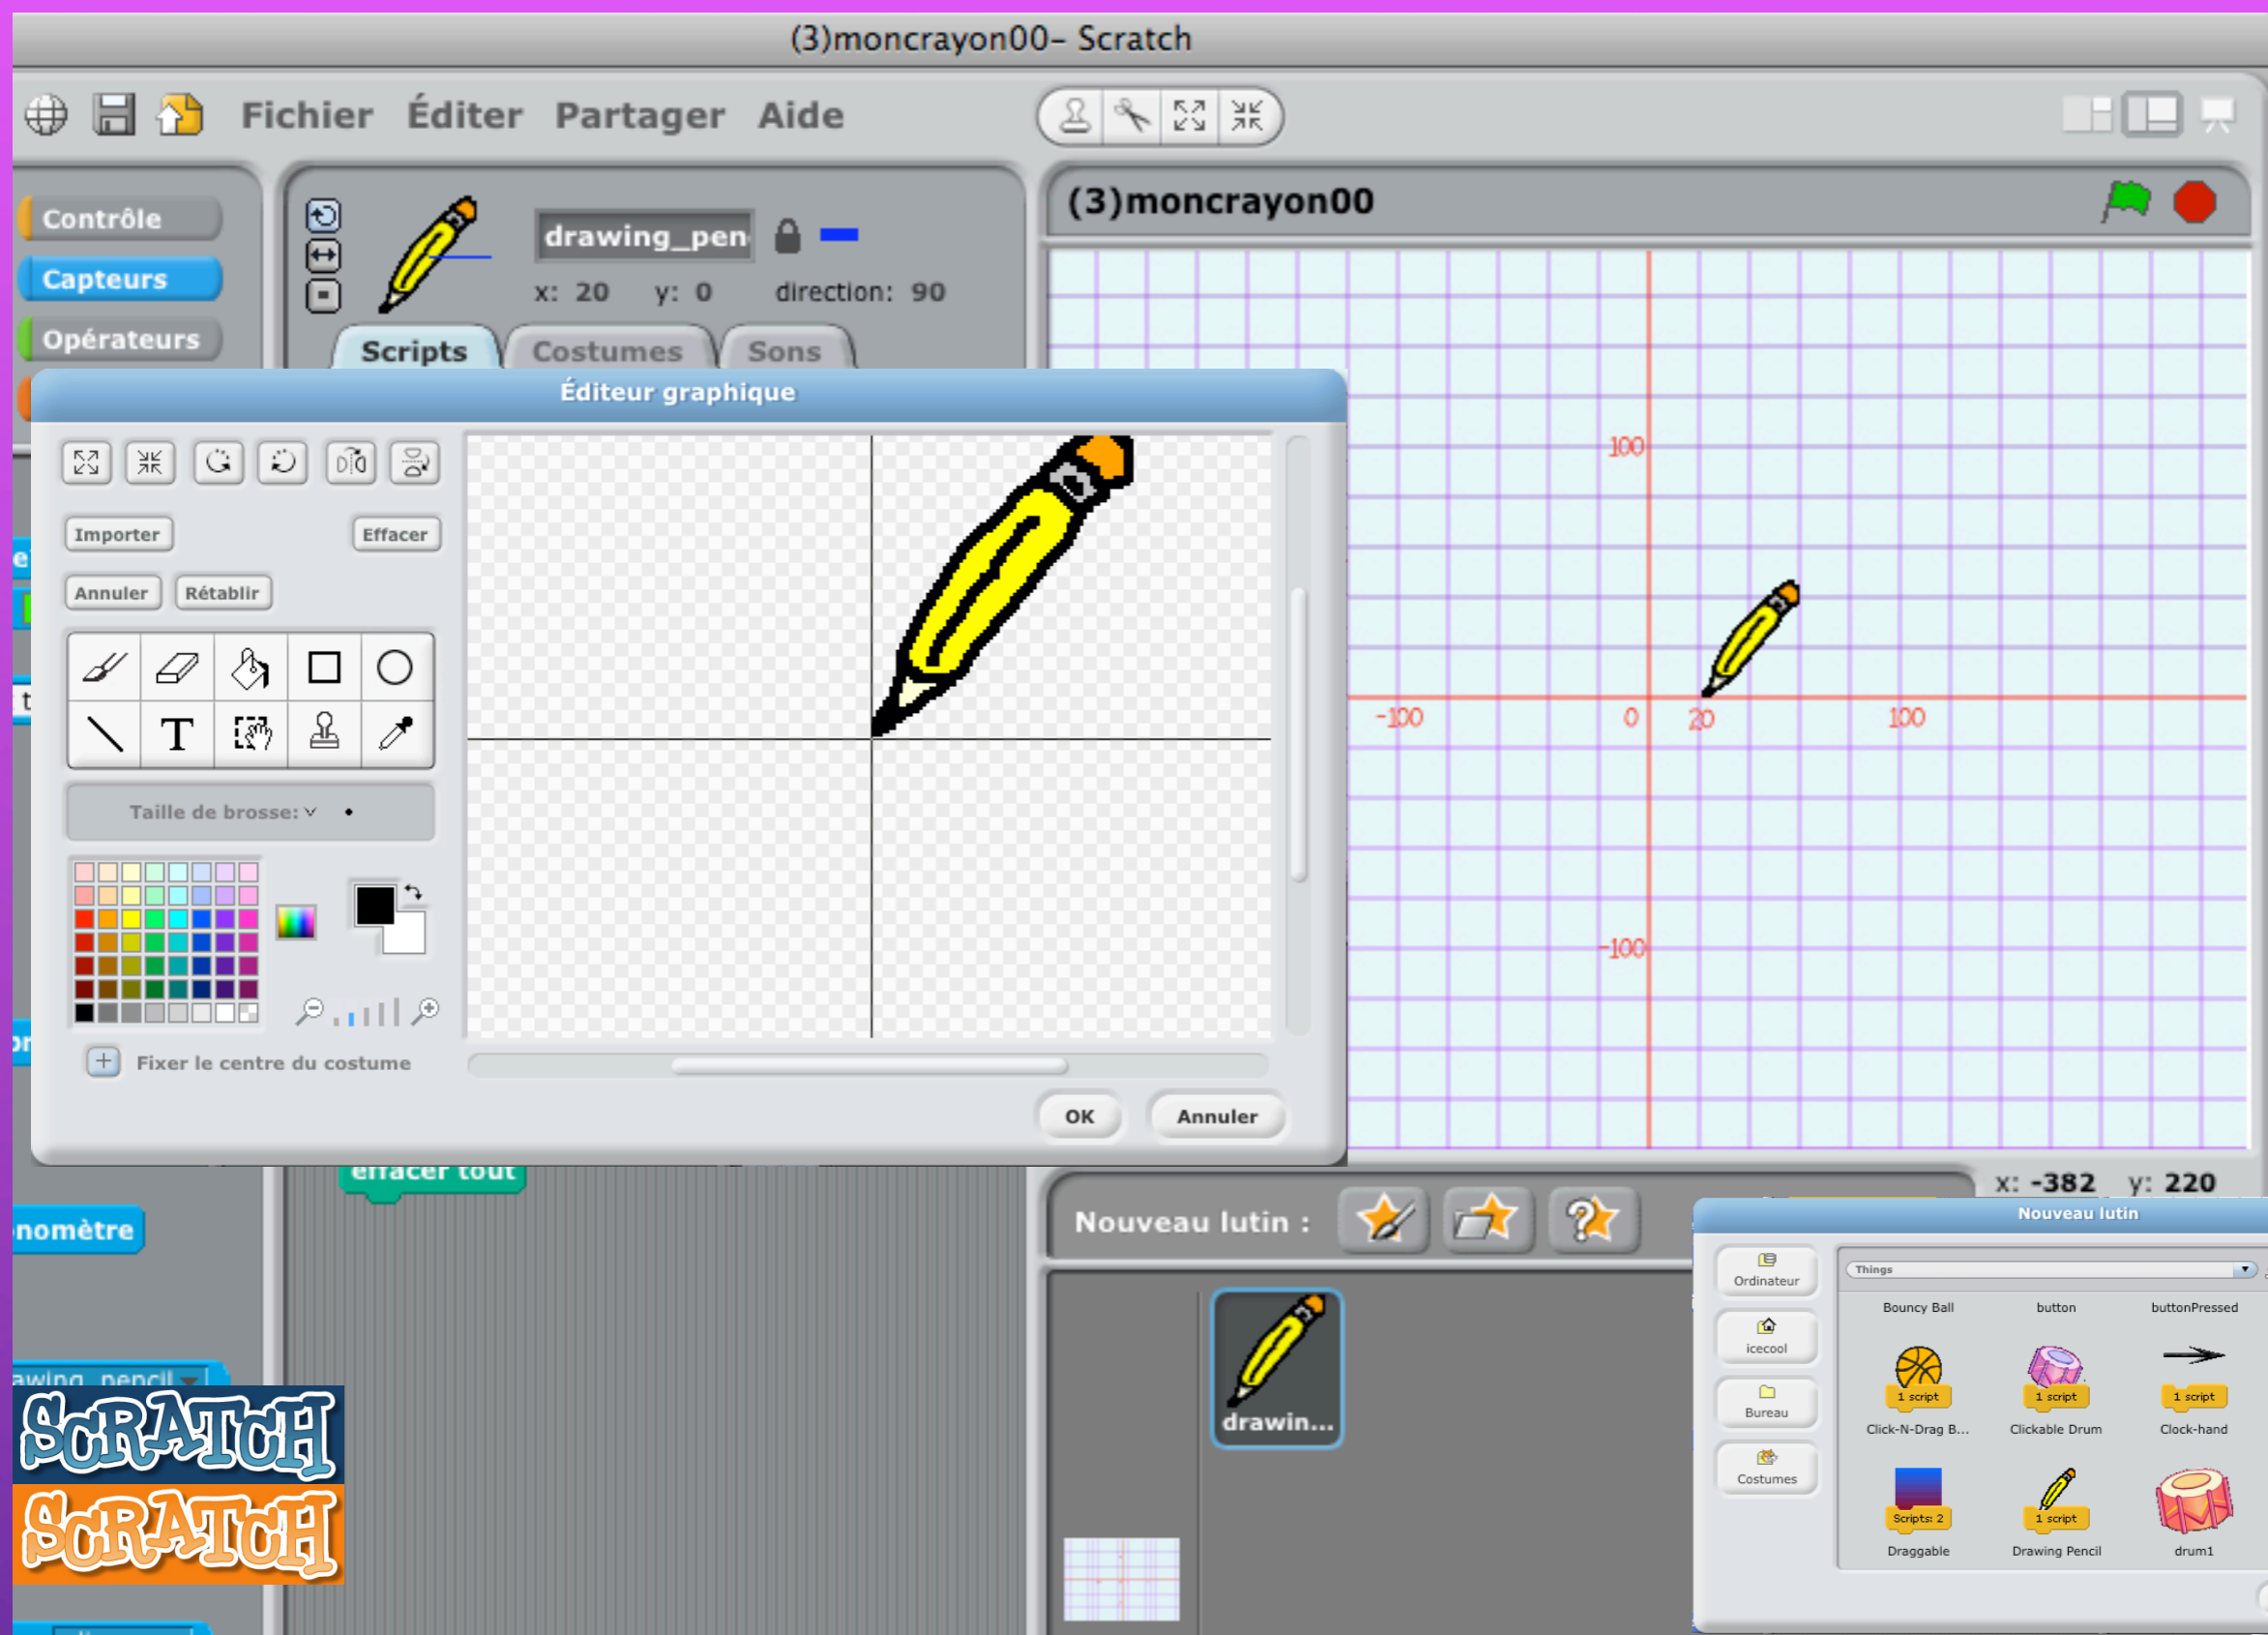 (3)moncrayon00– Scratch
Fichier Éditer Partager Aide
Contrôle
Capteurs
Opérateurs
drawing_pen
x: 20 y: 0 direction: 90
Scripts Costumes Sons
(3)moncrayon00
100
-100 0 20 100
-100
Éditeur graphique
Importer Effacer
Annuler Rétablir
T
Taille de brosse:
Fixer le centre du costume
OK Annuler
effacer tout
nomètre
awing_pencil
SCRATCH
SCRATCH
x: -382 y: 220
Nouveau lutin :
drawin...
Nouveau lutin
Ordinateur
icecool
Bureau
Costumes
Things
Bouncy Ball button buttonPressed
1 script 1 script 1 script
Click-N-Drag B... Clickable Drum Clock-hand
Scripts: 2 1 script
Draggable Drawing Pencil drum1